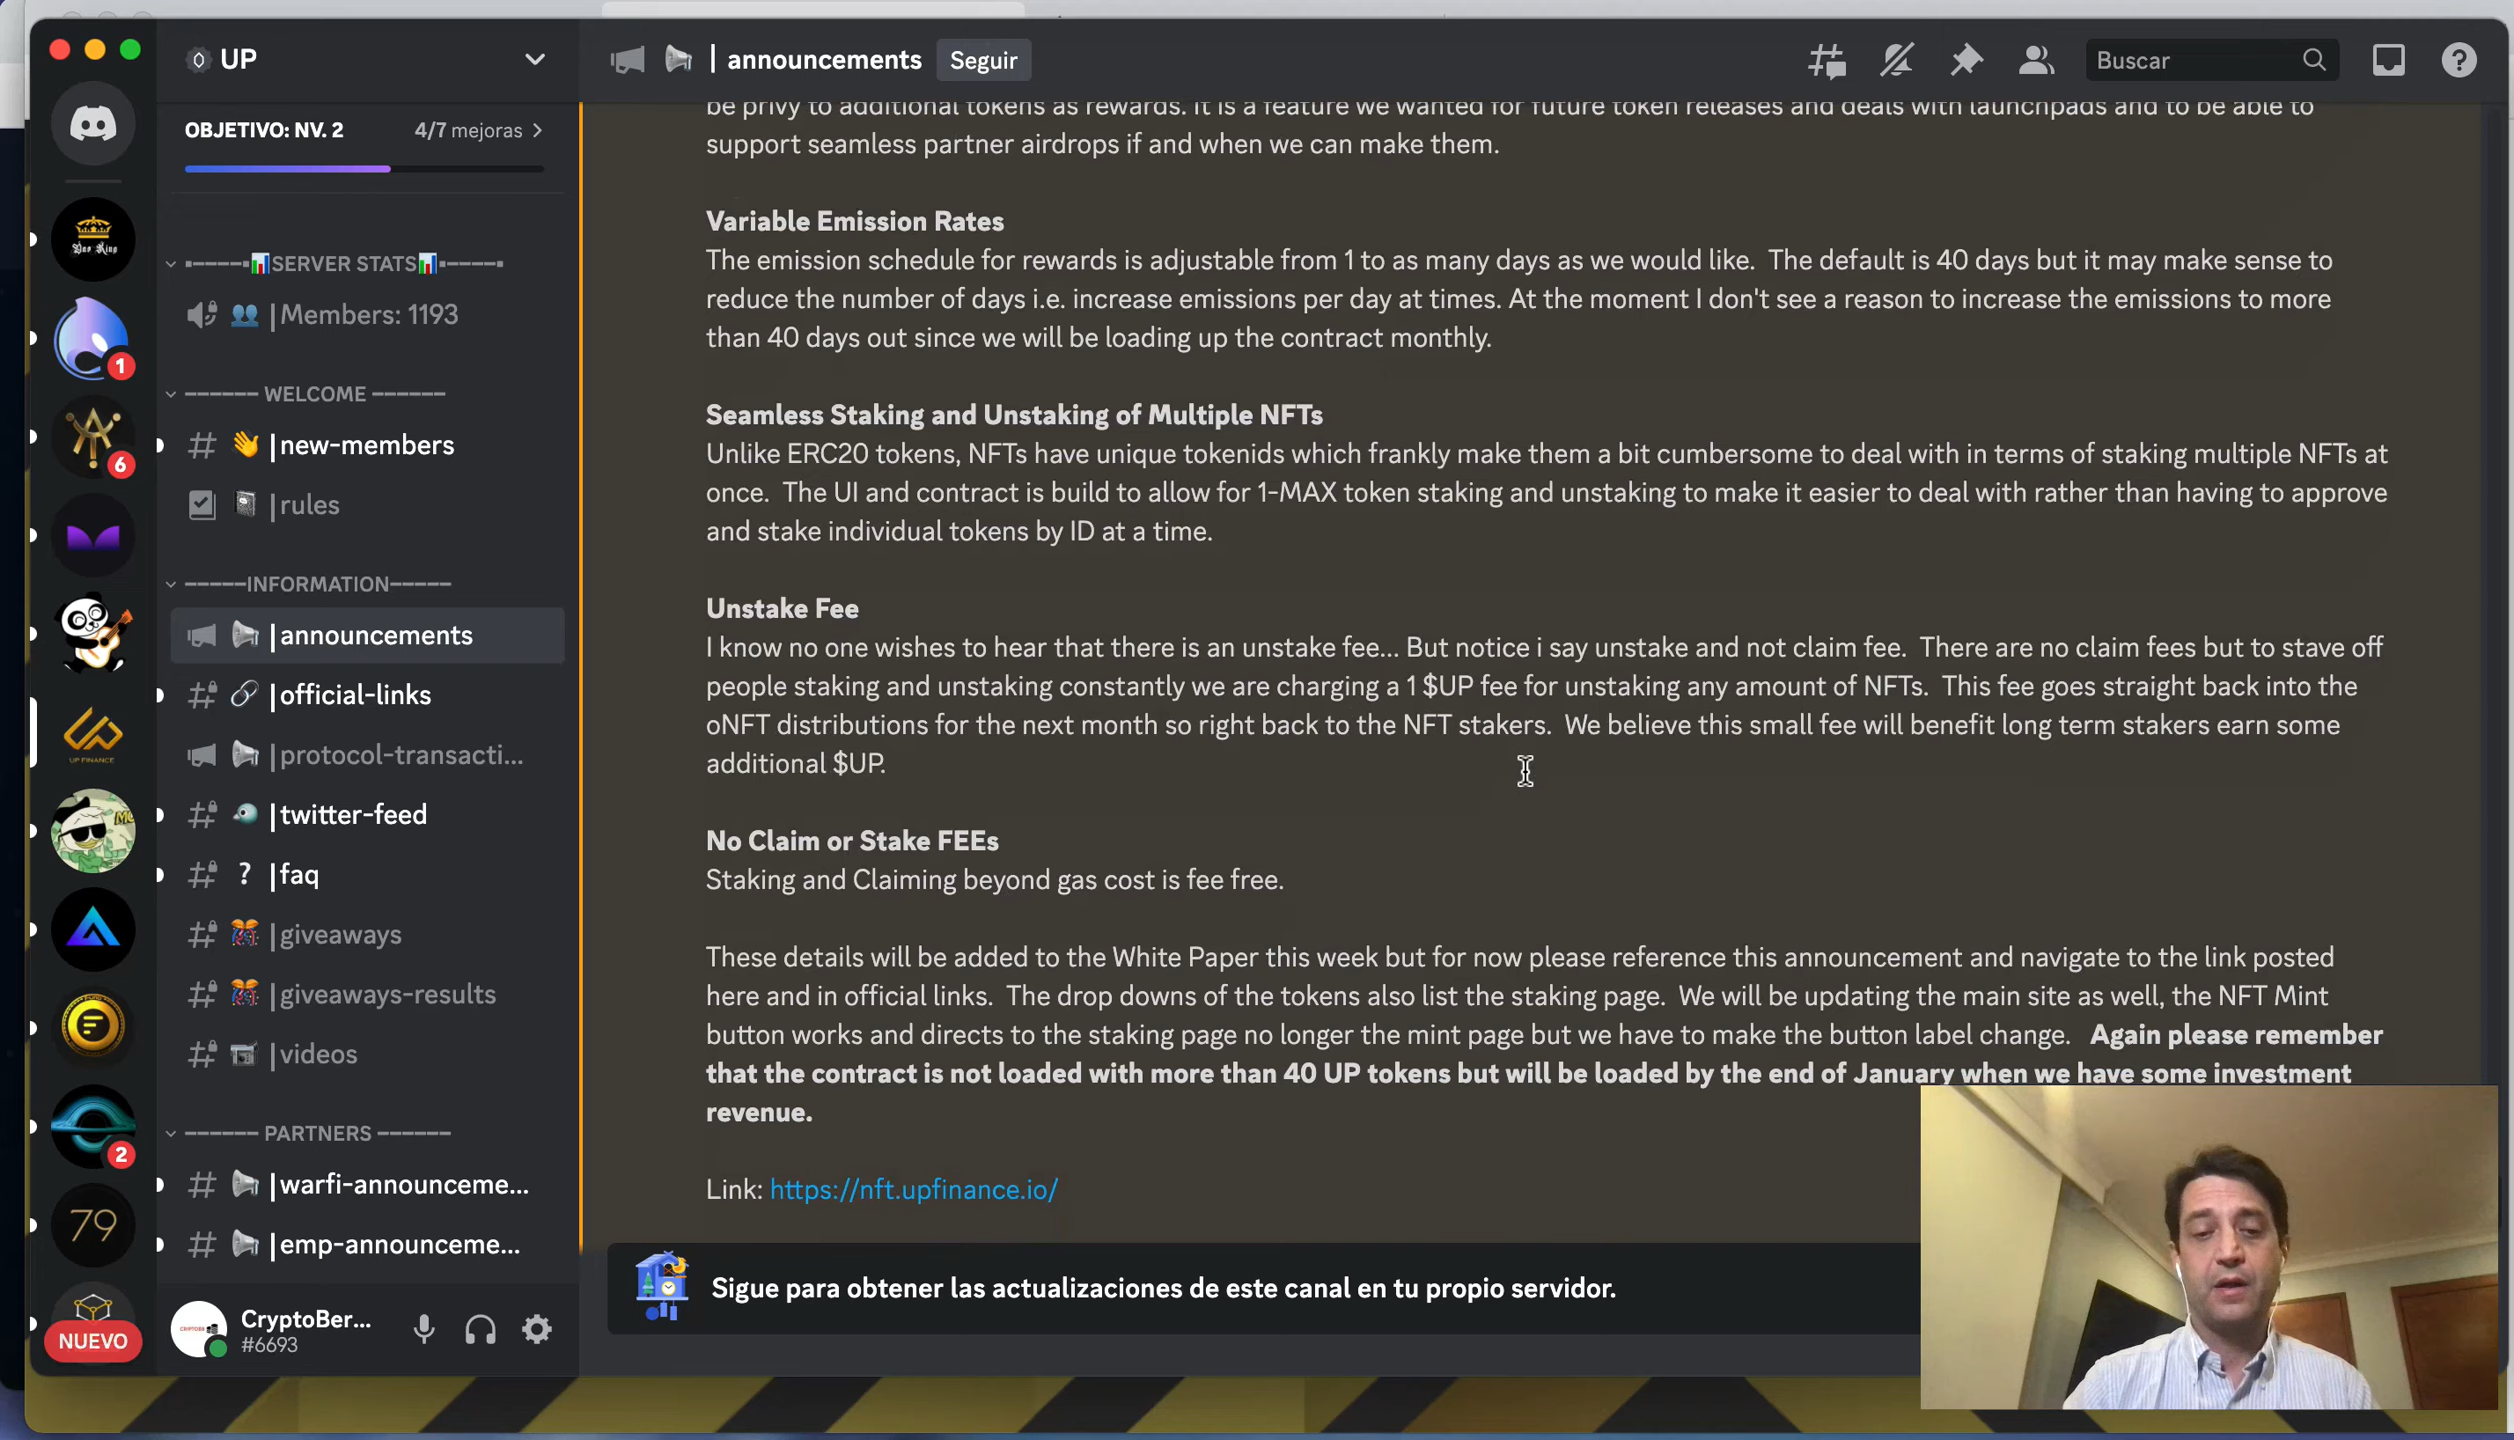 UP
| announcements
Seguir
Buscar
OBJETIVO: NV. 2
4/7 mejoras
SERVER STATS
|Members: 1193
WELCOME
|new-members
|rules
INFORMATION
|announcements
|official-links
|protocol-transacti...
|twitter-feed
? |faq
|giveaways
|giveaways-results
|videos
PARTNERS
|warfi-announceme...
|emp-announceme...
CryptoBer...
#6693
1
6
UP FINANCE
2
79
NUEVO
be privy to additional tokens as rewards. It is a feature we wanted for future token releases and deals with launchpads and to be able to
support seamless partner airdrops if and when we can make them.
Variable Emission Rates
The emission schedule for rewards is adjustable from 1 to as many days as we would like. The default is 40 days but it may make sense to
reduce the number of days i.e. increase emissions per day at times. At the moment I don't see a reason to increase the emissions to more
than 40 days out since we will be loading up the contract monthly.
Seamless Staking and Unstaking of Multiple NFTs
Unlike ERC20 tokens, NFTs have unique tokenids which frankly make them a bit cumbersome to deal with in terms of staking multiple NFTs at
once. The UI and contract is build to allow for 1-MAX token staking and unstaking to make it easier to deal with rather than having to approve
and stake individual tokens by ID at a time.
Unstake Fee
I know no one wishes to hear that there is an unstake fee... But notice i say unstake and not claim fee. There are no claim fees but to stave off
people staking and unstaking constantly we are charging a 1 $UP fee for unstaking any amount of NFTs. This fee goes straight back into the
oNFT distributions for the next month so right back to the NFT stakers. We believe this small fee will benefit long term stakers earn some
additional $UP.
No Claim or Stake FEEs
Staking and Claiming beyond gas cost is fee free.
These details will be added to the White Paper this week but for now please reference this announcement and navigate to the link posted
here and in official links. The drop downs of the tokens also list the staking page. We will be updating the main site as well, the NFT Mint
button works and directs to the staking page no longer the mint page but we have to make the button label change. Again please remember
that the contract is not loaded with more than 40 UP tokens but will be loaded by the end of January when we have some investment
revenue.
Link: https://nft.upfinance.io/
Sigue para obtener las actualizaciones de este canal en tu propio servidor.